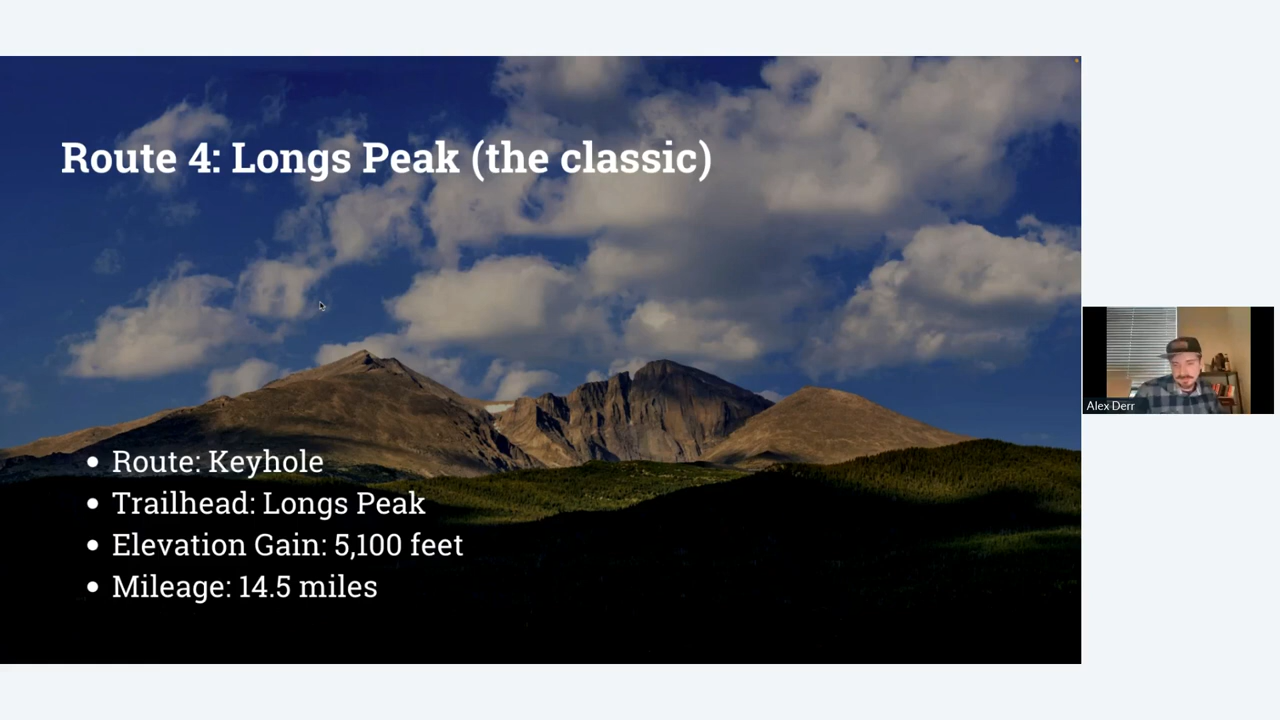 Route 4: Longs Peak (the classic)
• Route: Keyhole
• Trailhead: Longs Peak
• Elevation Gain: 5,100 feet
• Mileage: 14.5 miles
Alex Derr